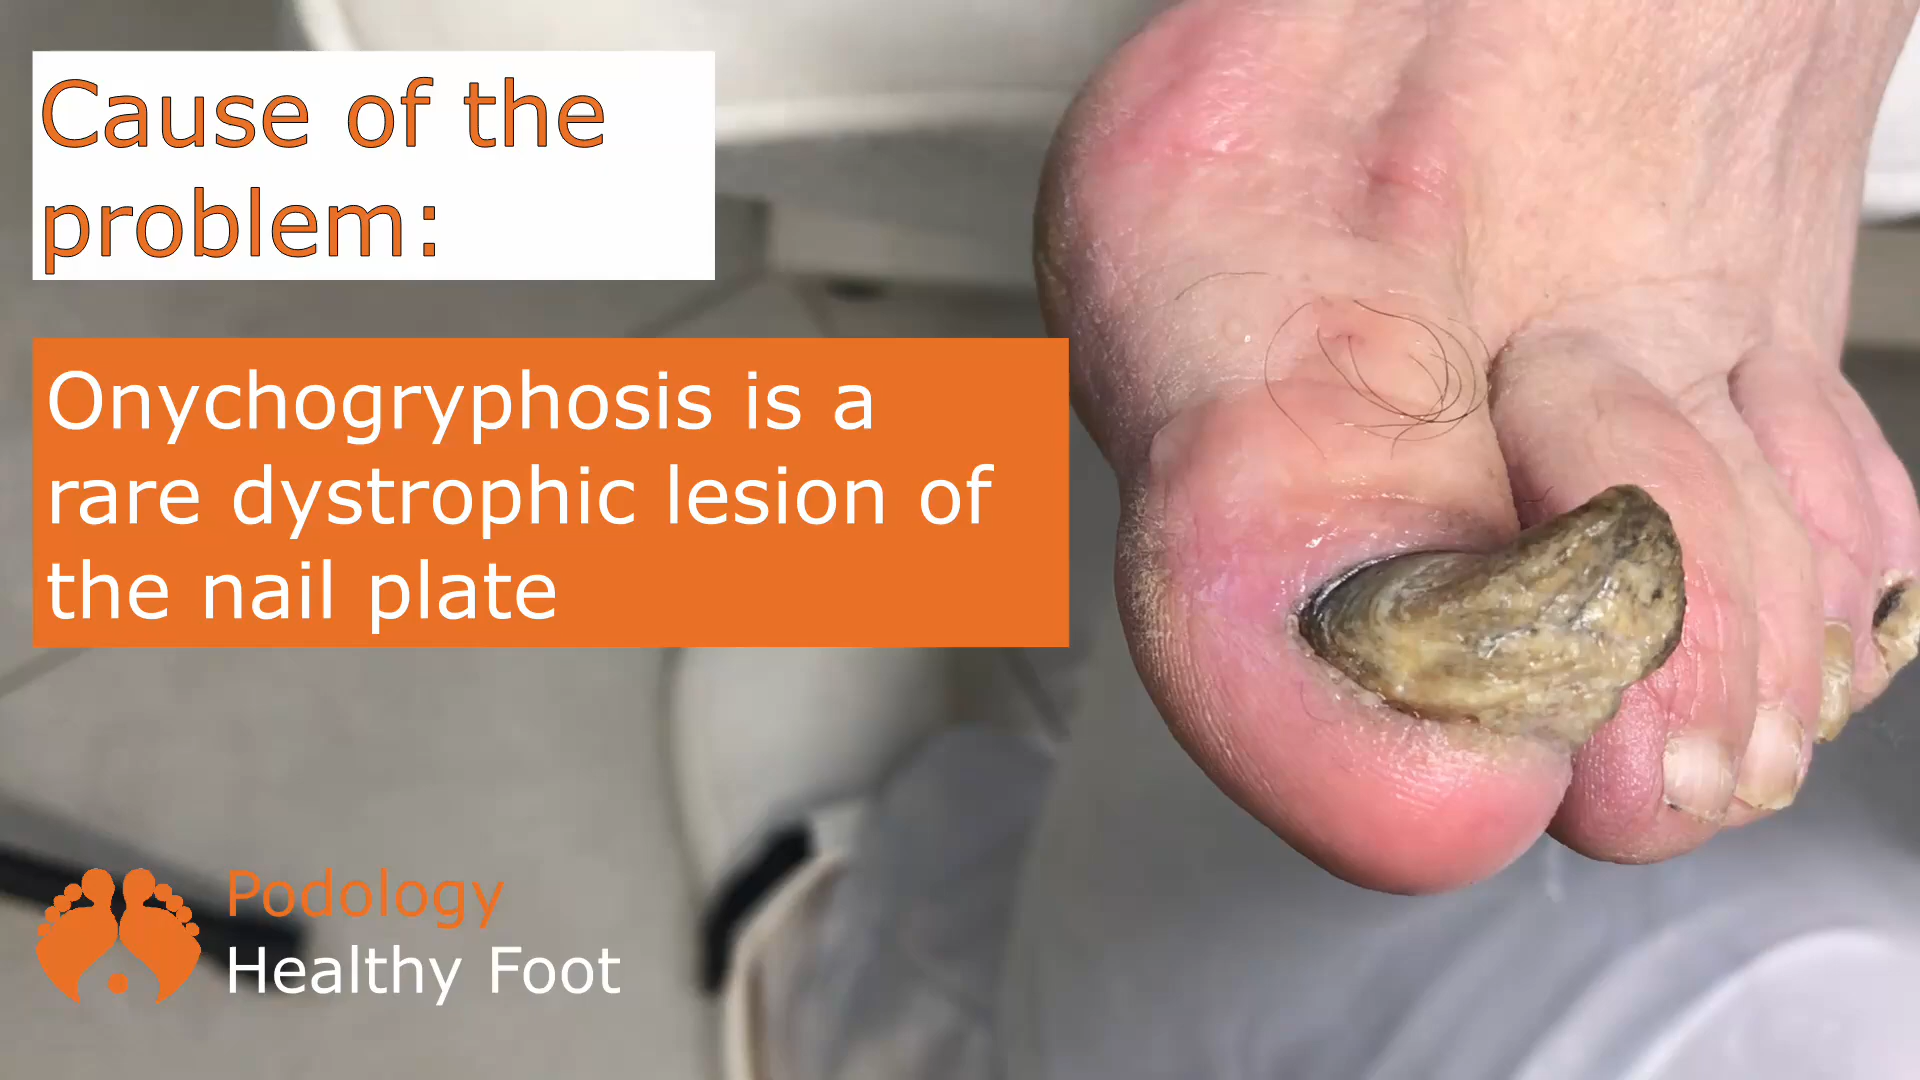 Cause of the
problem:
Onychogryphosis is a
rare dystrophic lesion of
the nail plate
Podology
Healthy Foot